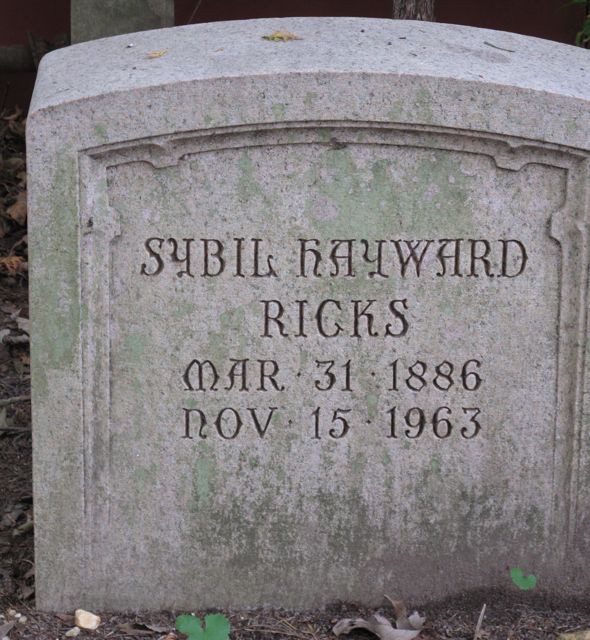 SYBIL HAYWARD
RICKS
MAR · 31 · 1886
NOV · 15 · 1963